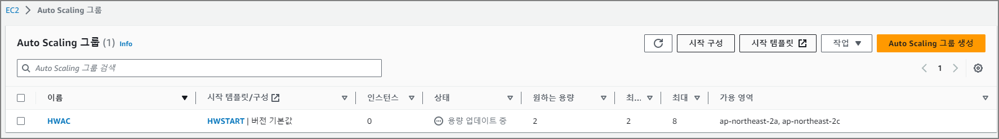 EC2 > Auto Scaling 그룹
Auto Scaling 그룹 (1) Info
시작 구성 시작 템플릿 작업 Auto Scaling 그룹 생성
Auto Scaling 그룹 검색
1
이름 시작 템플릿/구성 인스턴스 상태 원하는 용량 최... 최대 가용 영역
HWAC HWSTART | 버전 기본값 0 용량 업데이트 중 2 2 8 ap-northeast-2a, ap-northeast-2c